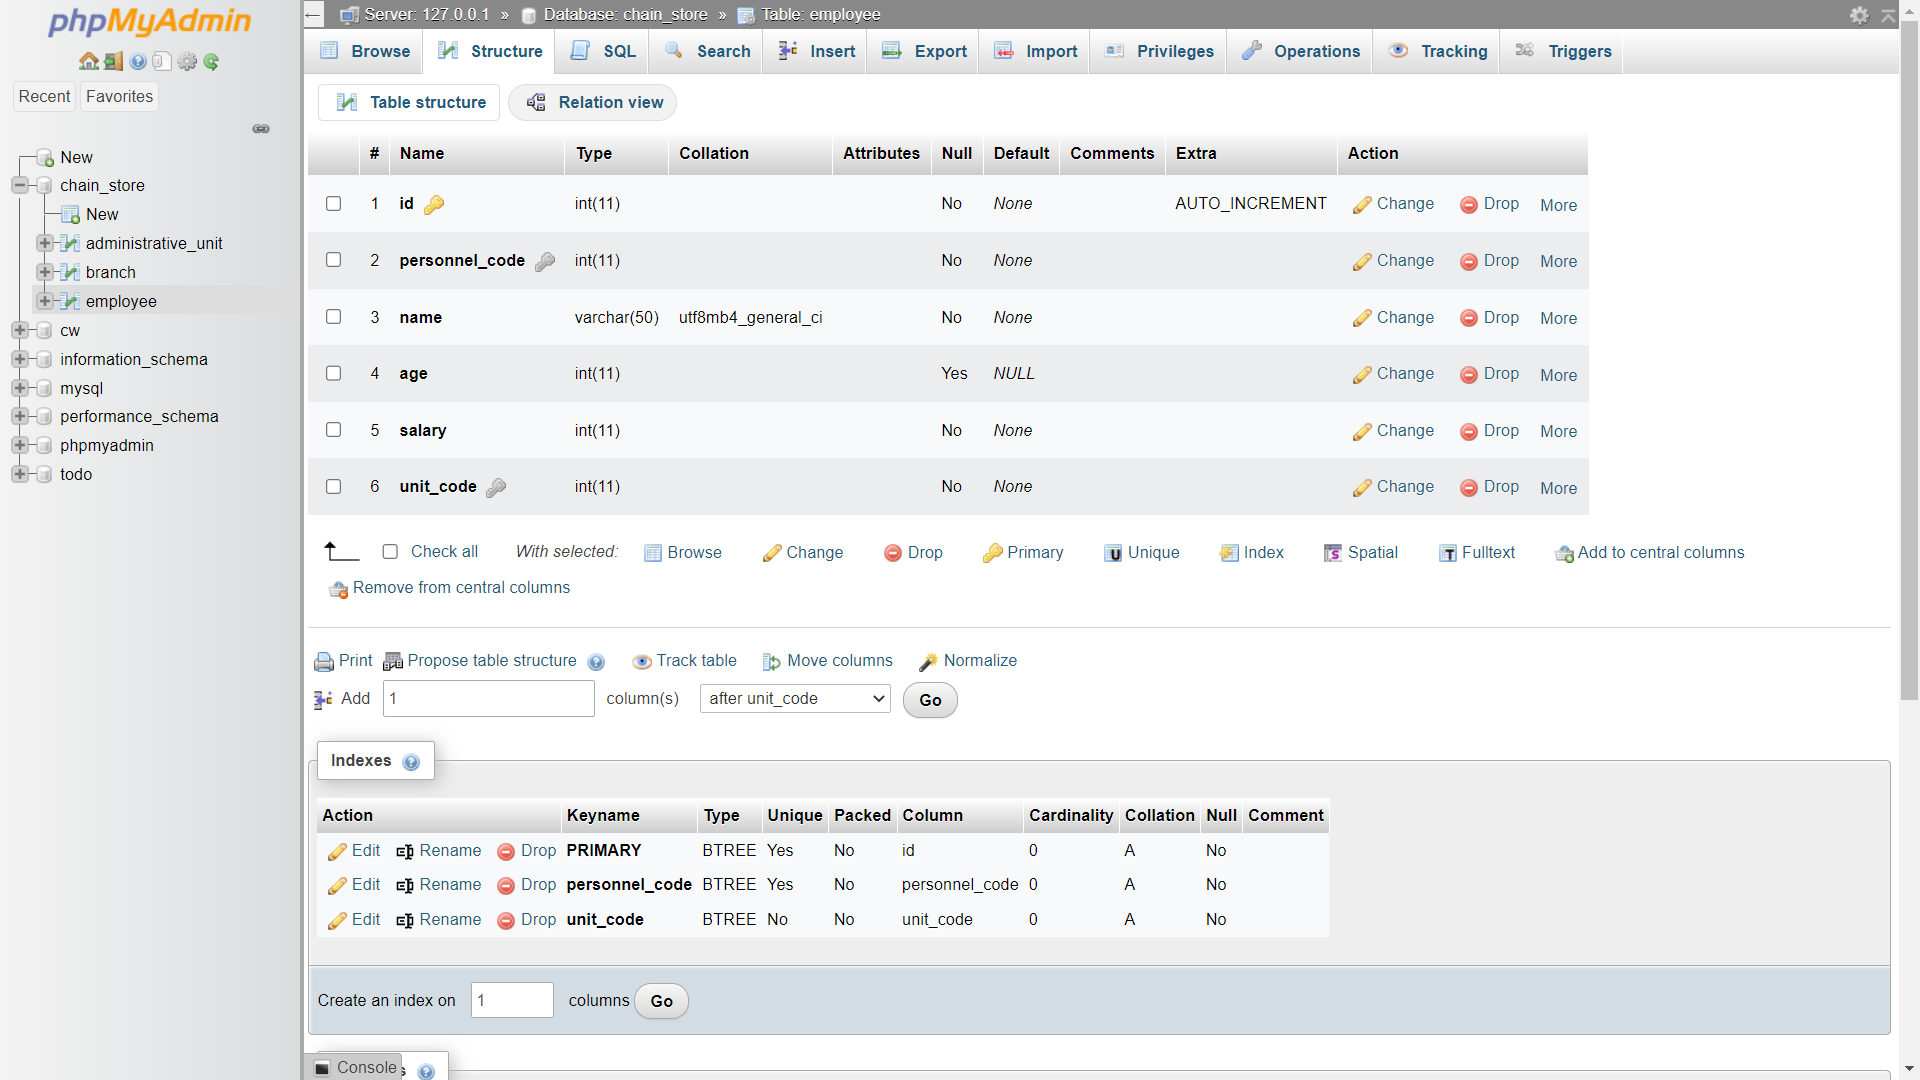 phpMyAdmin
Recent Favorites
New
chain_store
New
administrative_unit
branch
employee
cw
information_schema
mysql
performance_schema
phpmyadmin
todo
← Server: 127.0.0.1 » Database: chain_store » Table: employee
Browse Structure SQL Search Insert Export Import Privileges Operations Tracking Triggers
Table structure Relation view
# Name Type Collation Attributes Null Default Comments Extra Action
1 id int(11) No None AUTO_INCREMENT Change Drop More
2 personnel_code int(11) No None Change Drop More
3 name varchar(50) utf8mb4_general_ci No None Change Drop More
4 age int(11) Yes NULL Change Drop More
5 salary int(11) No None Change Drop More
6 unit_code int(11) No None Change Drop More
Check all With selected: Browse Change Drop Primary Unique Index Spatial Fulltext Add to central columns
Remove from central columns
Print Propose table structure Track table Move columns Normalize
Add 1 column(s) after unit_code Go
Indexes
Action Keyname Type Unique Packed Column Cardinality Collation Null Comment
Edit Rename Drop PRIMARY BTREE Yes No id 0 A No
Edit Rename Drop personnel_code BTREE Yes No personnel_code 0 A No
Edit Rename Drop unit_code BTREE No No unit_code 0 A No
Create an index on 1 columns Go
Console